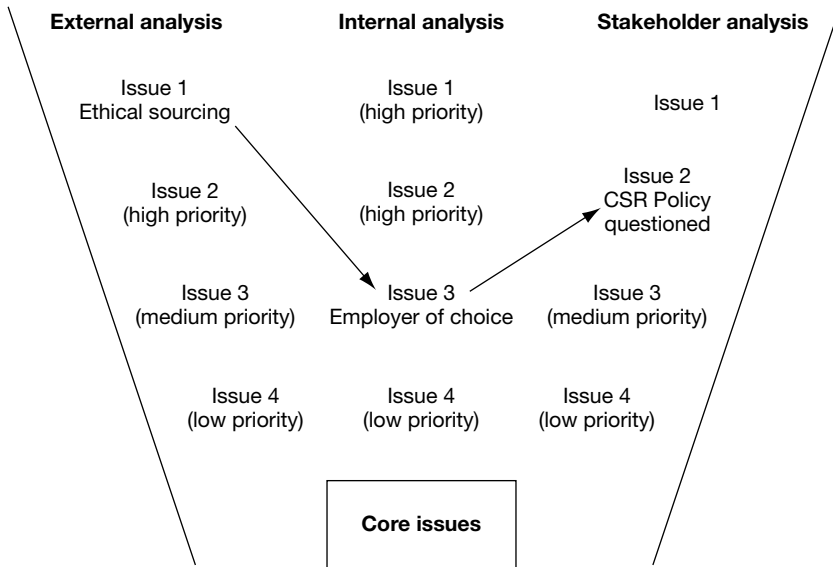 External analysis
Internal analysis
Stakeholder analysis
Issue 1
Ethical sourcing
Issue 1
(high priority)
Issue 1
Issue 2
(high priority)
Issue 2
(high priority)
Issue 2
CSR Policy
questioned
Issue 3
(medium priority)
Issue 3
Employer of choice
Issue 3
(medium priority)
Issue 4
(low priority)
Issue 4
(low priority)
Issue 4
(low priority)
Core issues